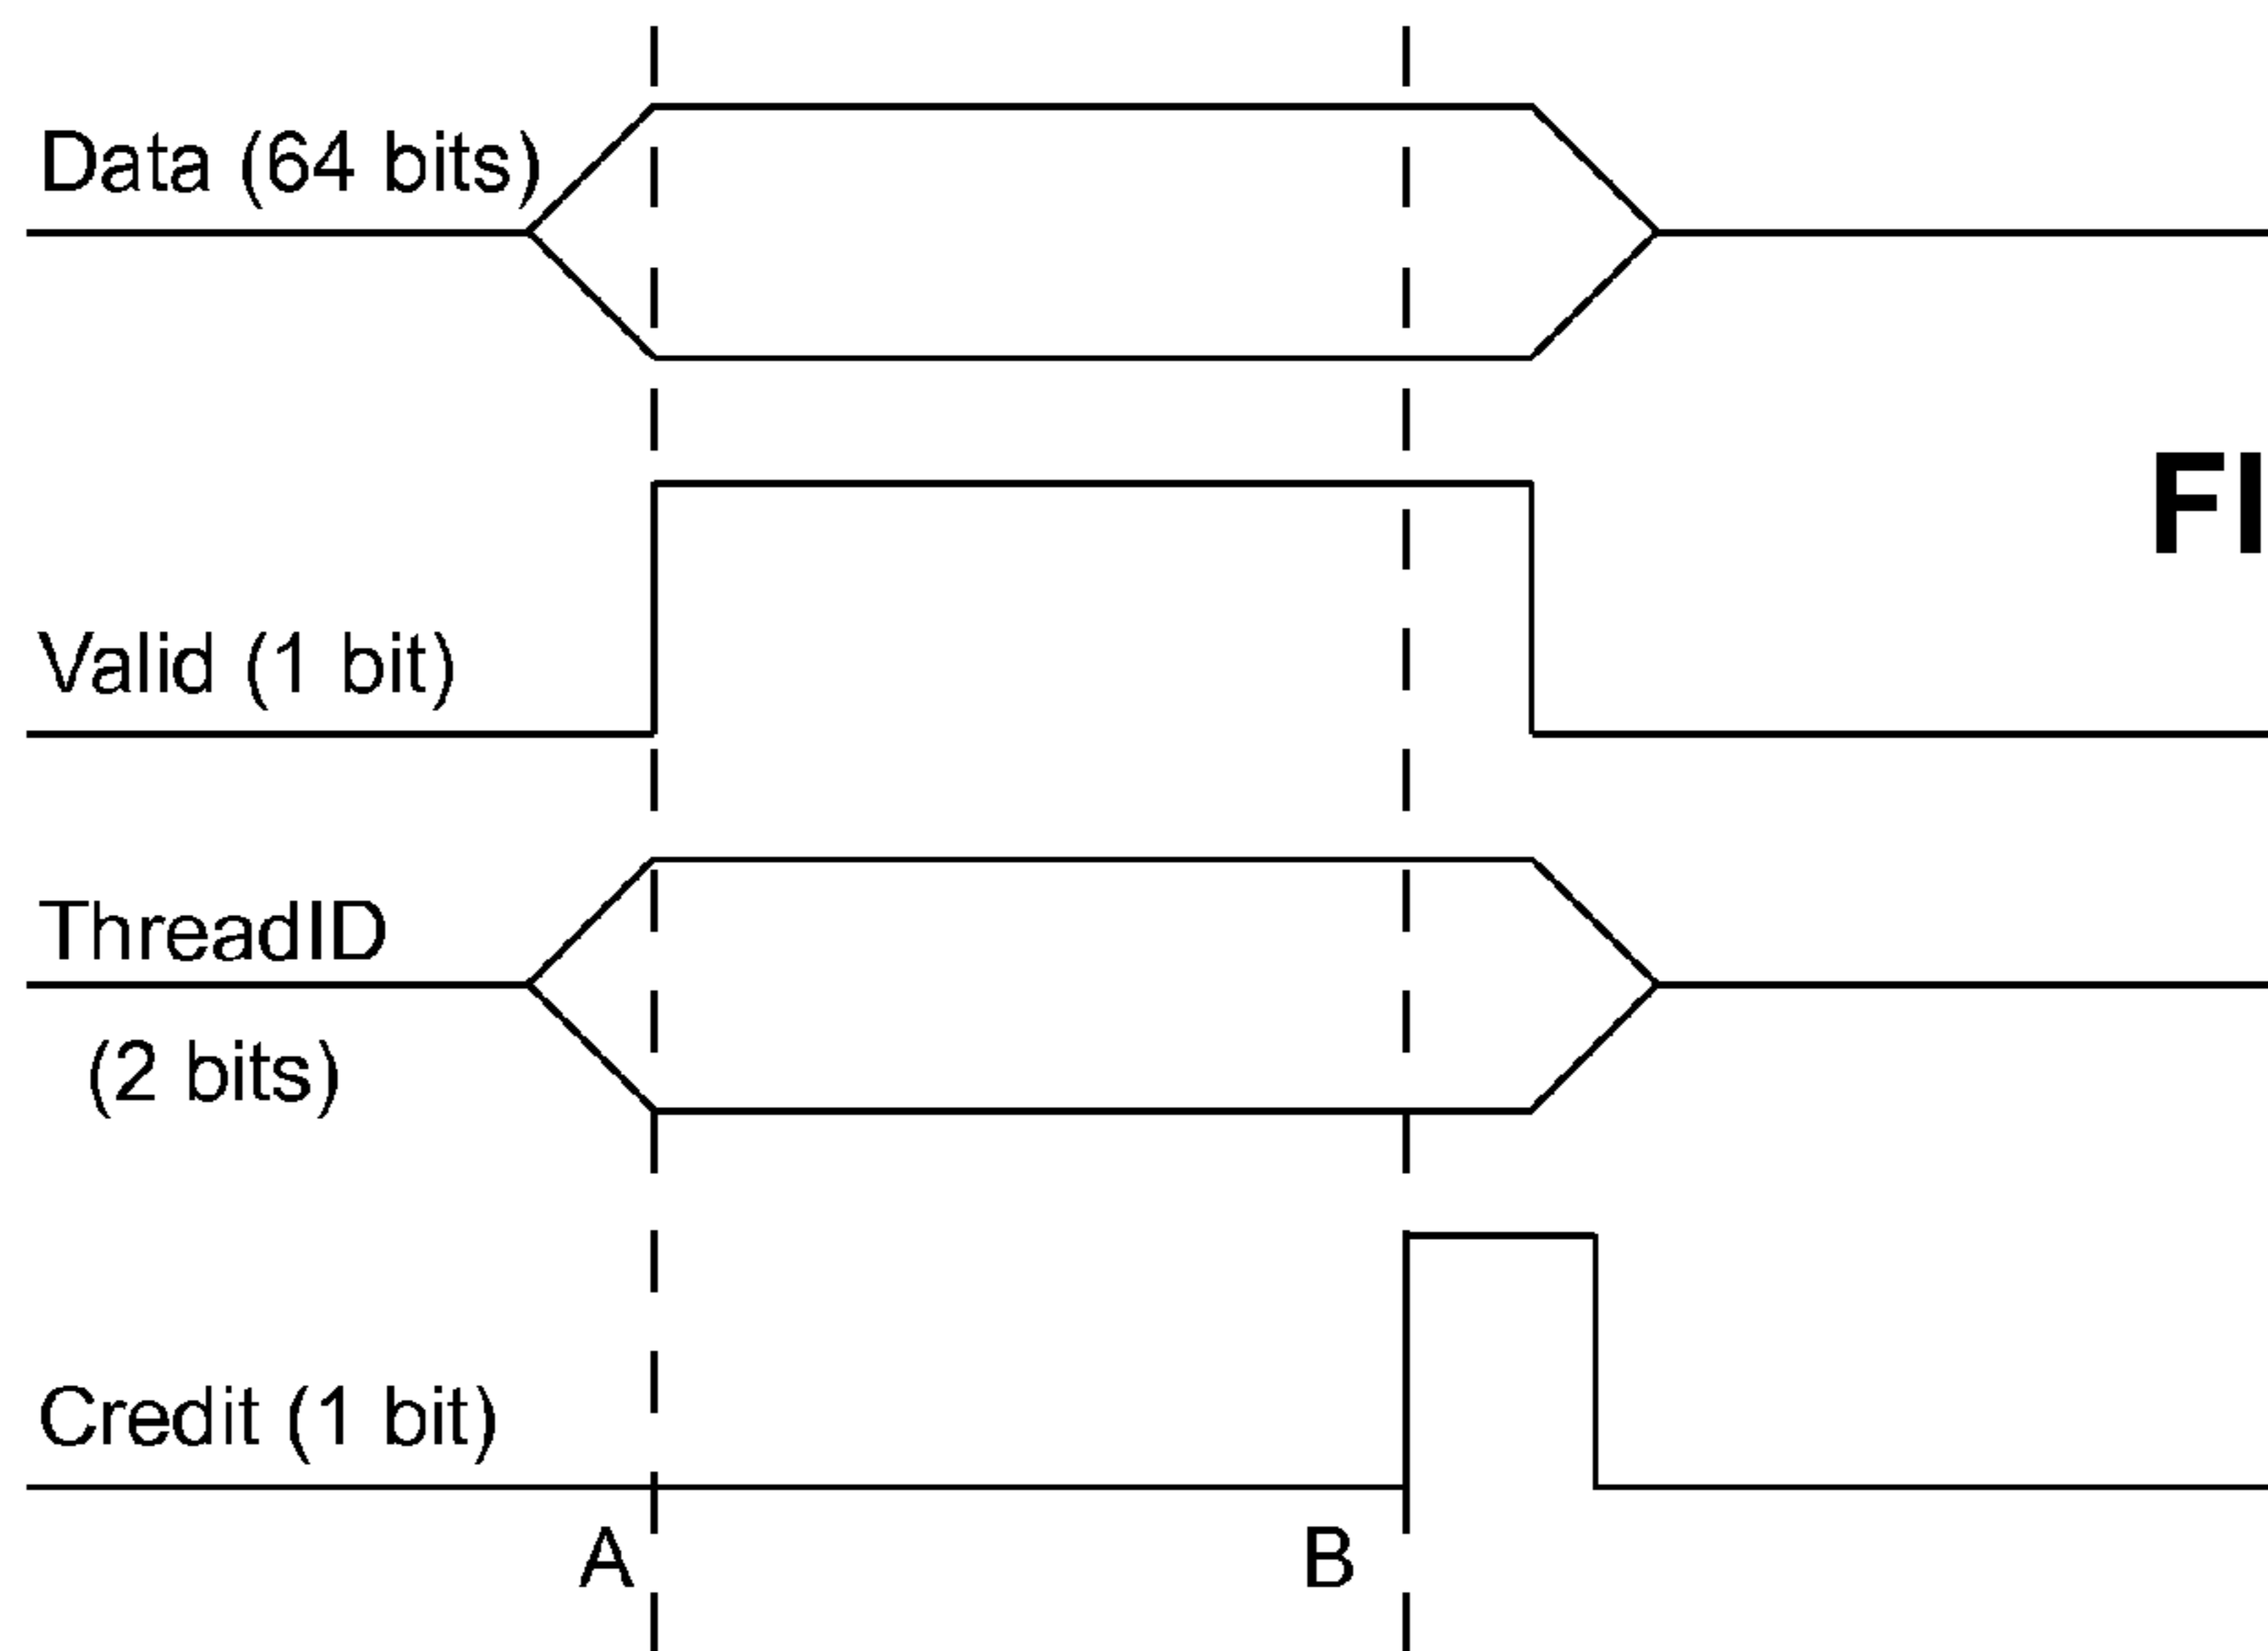 Data (64 bits)
FI
Valid (1 bit)
ThreadID
(2 bits)
Credit (1 bit)
A
B